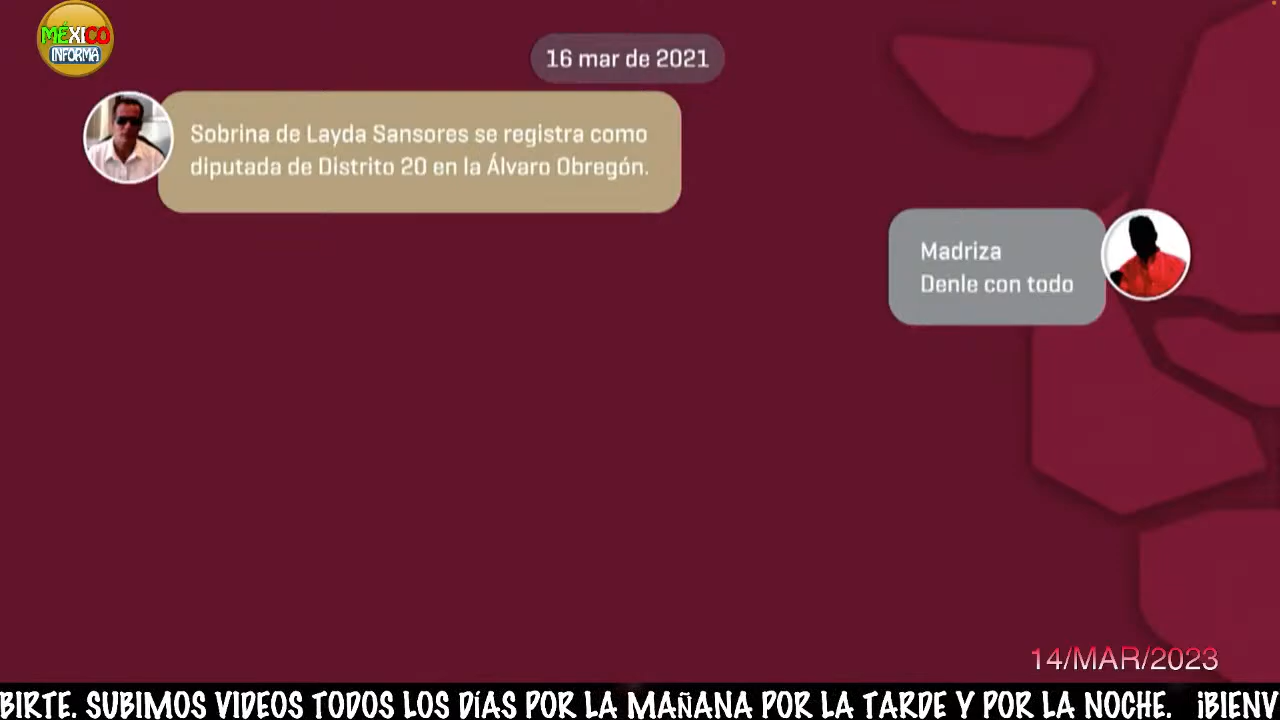 MÉXICO
INFORMA
16 mar de 2021
Sobrina de Layda Sansores se registra como
diputada de Distrito 20 en la Álvaro Obregón.
Madriza
Denle con todo
14/MAR/2023
BIRTE. SUBIMOS VIDEOS TODOS LOS DÍAS POR LA MAÑANA POR LA TARDE Y POR LA NOCHE. ¡BIENV